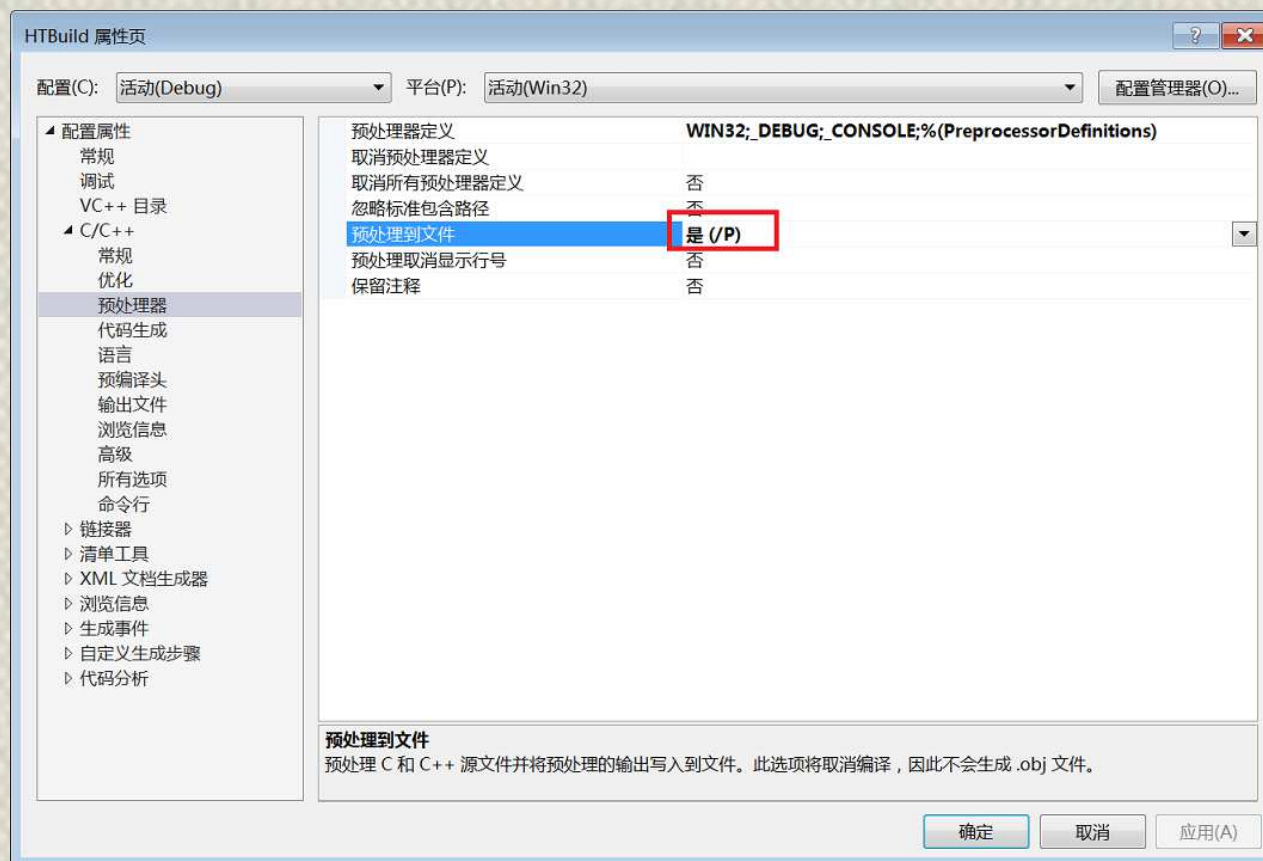 HTBuild 属性页
配置(C): 活动(Debug) 平台(P): 活动(Win32) 配置管理器(O)...
配置属性
常规
调试
VC++ 目录
C/C++
常规
优化
预处理器
代码生成
语言
预编译头
输出文件
浏览信息
高级
所有选项
命令行
链接器
清单工具
XML 文档生成器
浏览信息
生成事件
自定义生成步骤
代码分析
预处理器定义 WIN32;_DEBUG;_CONSOLE;%(PreprocessorDefinitions)
取消预处理器定义
取消所有预处理器定义 否
忽略标准包含路径 否
预处理到文件 是 (/P)
预处理取消显示行号 否
保留注释 否
预处理到文件
预处理 C 和 C++ 源文件并将预处理的输出写入到文件。此选项将取消编译，因此不会生成 .obj 文件。
确定 取消 应用(A)